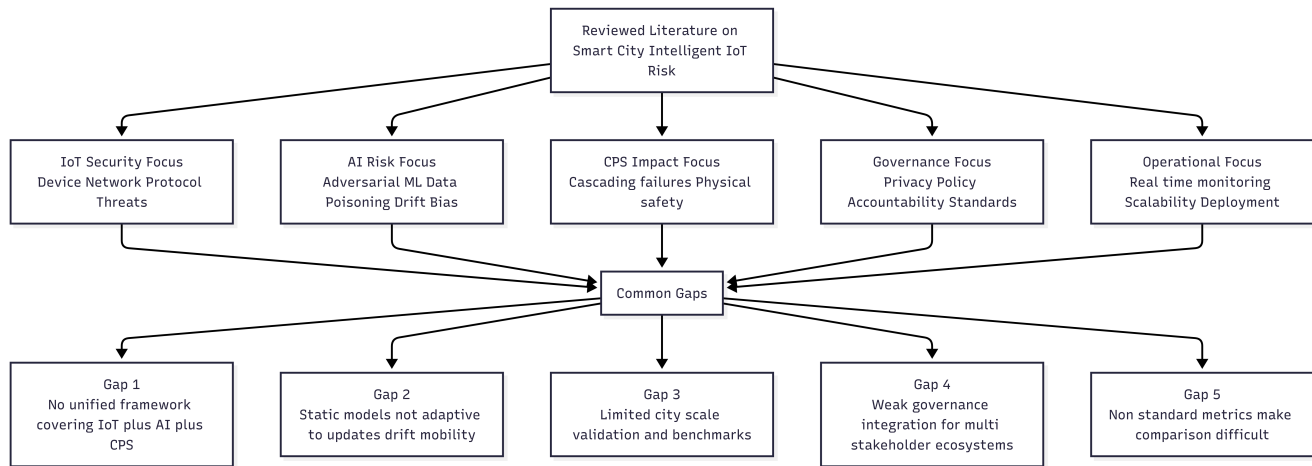 Reviewed Literature on
Smart City Intelligent IoT
Risk
IoT Security Focus
Device Network Protocol
Threats
AI Risk Focus
Adversarial ML Data
Poisoning Drift Bias
CPS Impact Focus
Cascading failures Physical
safety
Governance Focus
Privacy Policy
Accountability Standards
Operational Focus
Real time monitoring
Scalability Deployment
Common Gaps
Gap 1
No unified framework
covering IoT plus AI plus
CPS
Gap 2
Static models not adaptive
to updates drift mobility
Gap 3
Limited city scale
validation and benchmarks
Gap 4
Weak governance
integration for multi
stakeholder ecosystems
Gap 5
Non standard metrics make
comparison difficult